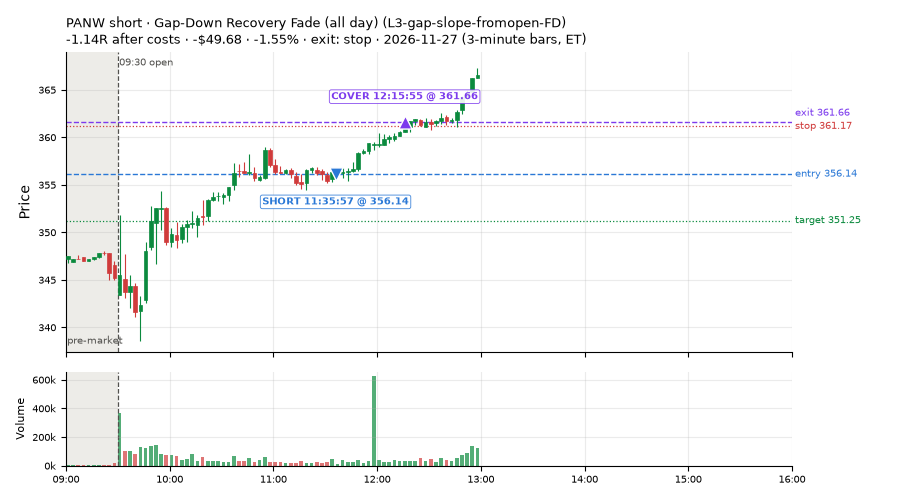 PANW short · Gap-Down Recovery Fade (all day) (L3-gap-slope-fromopen-FD)
-1.14R after costs · -$49.68 · -1.55% · exit: stop · 2026-11-27 (3-minute bars, ET)
09:30 open
365
COVER 12:15:55 @ 361.66
exit 361.66
stop 361.17
360
entry 356.14
355
SHORT 11:35:57 @ 356.14
target 351.25
350
345
340
Price
pre-market
600k
400k
200k
0k
Volume
09:00
10:00
11:00
12:00
13:00
14:00
15:00
16:00